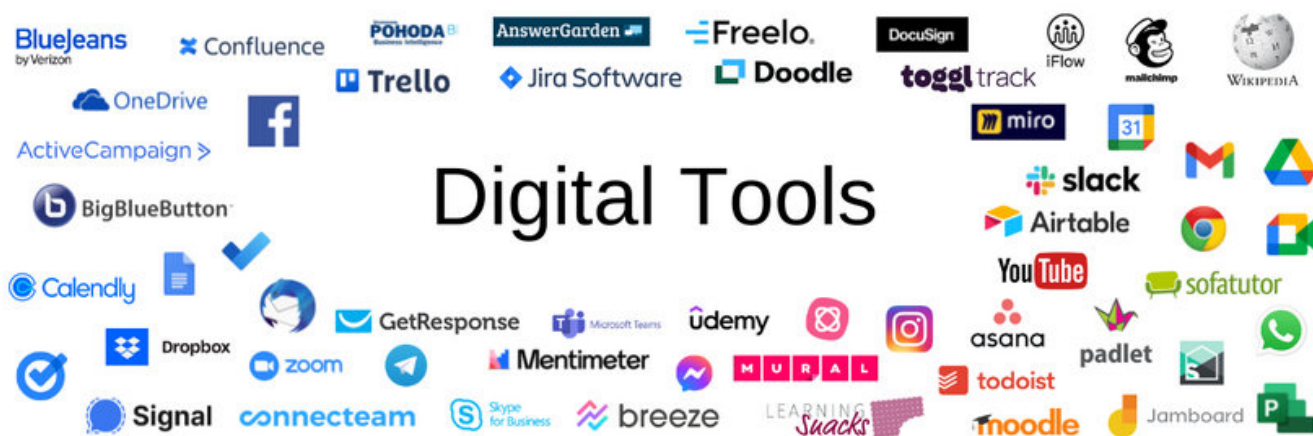 BlueJeans
by Verizon
Confluence
POHODA BI
Business Intelligence
AnswerGarden
Freelo.
DocuSign
iFlow
mailchimp
WIKIPEDIA
Trello
Jira Software
Doodle
toggl track
OneDrive
f
miro
31
ActiveCampaign
slack
b BigBlueButton
Digital Tools
Airtable
YouTube
Calendly
sofatutor
GetResponse
Microsoft Teams
ûdemy
asana
padlet
Dropbox
zoom
Mentimeter
MURAL
S
todoist
Signal
connecteam
S Skype
for Business
breeze
LEARNING
Snacks
moodle
Jamboard
P